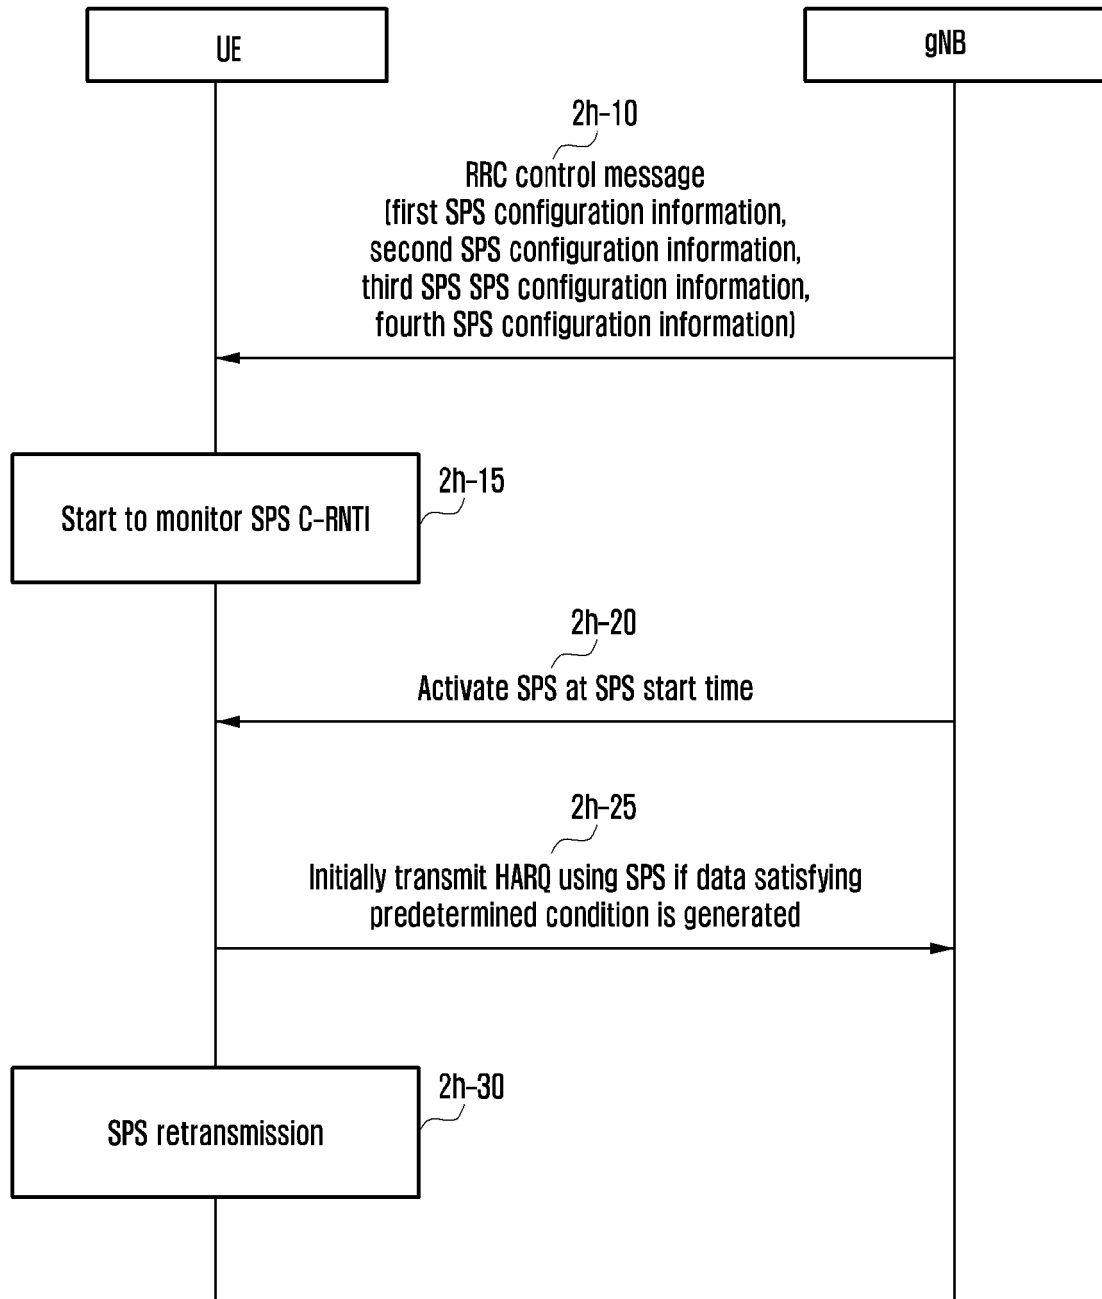 UE
gNB
2h-10
RRC control message
(first SPS configuration information,
second SPS configuration information,
third SPS SPS configuration information,
fourth SPS configuration information)
Start to monitor SPS C-RNTI
2h-15
2h-20
Activate SPS at SPS start time
2h-25
Initially transmit HARQ using SPS if data satisfying
predetermined condition is generated
SPS retransmission
2h-30